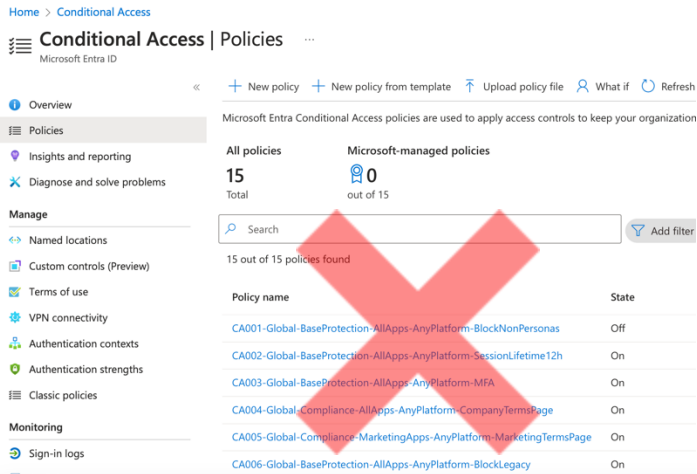 Home > Conditional Access
Conditional Access | Policies ...
Microsoft Entra ID
«
Overview
Policies
Insights and reporting
Diagnose and solve problems
Manage
Named locations
Custom controls (Preview)
Terms of use
VPN connectivity
Authentication contexts
Authentication strengths
Classic policies
Monitoring
Sign-in logs
+ New policy + New policy from template Upload policy file What if Refresh
Microsoft Entra Conditional Access policies are used to apply access controls to keep your organization
All policies Microsoft-managed policies
15 0
Total out of 15
Search Add filter
15 out of 15 policies found
Policy name State
CA001-Global-BaseProtection-AllApps-AnyPlatform-BlockNonPersonas Off
CA002-Global-BaseProtection-AllApps-AnyPlatform-SessionLifetime12h On
CA003-Global-BaseProtection-AllApps-AnyPlatform-MFA On
CA004-Global-Compliance-AllApps-AnyPlatform-CompanyTermsPage On
CA005-Global-Compliance-MarketingApps-AnyPlatform-MarketingTermsPage On
CA006-Global-BaseProtection-AllApps-AnyPlatform-BlockLegacy On